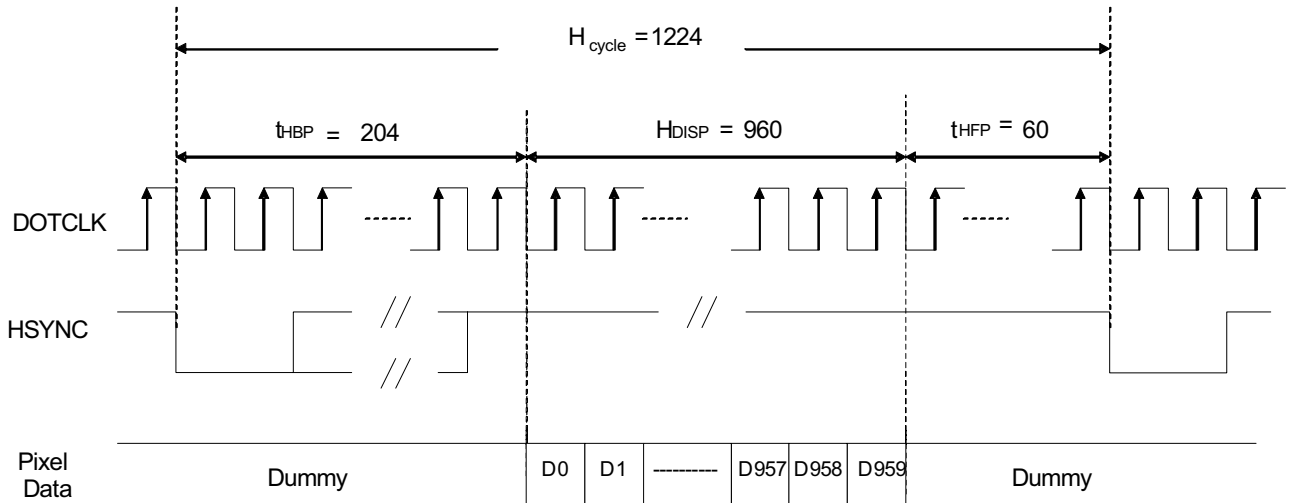 H cycle = 1224
tHBP = 204
HDISP = 960
tHFP = 60
DOTCLK
HSYNC
Pixel Data
Dummy
D0
D1
D957
D958
D959
Dummy